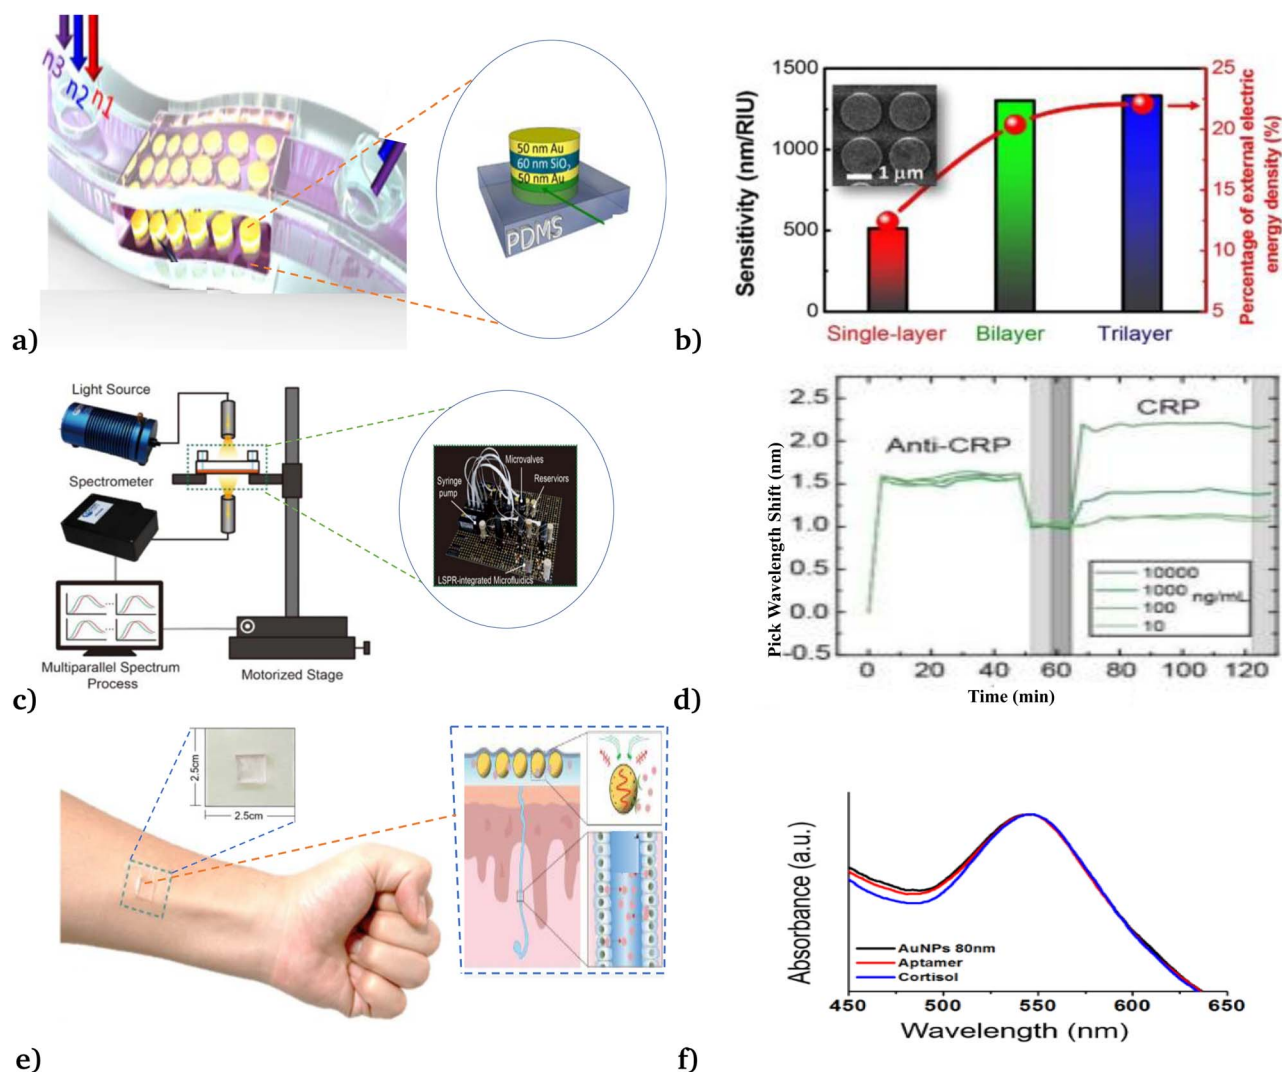 n3
n2
n1
50 nm Au
60 nm SiO₂
50 nm Au
PDMS
a)
1500
1000
500
0
Sensitivity (nm/RIU)
1 μm
25
20
15
10
5
Percentage of external electric
energy density (%)
Single-layer
Bilayer
Trilayer
b)
Light Source
Spectrometer
Multiparallel Spectrum
Process
Motorized Stage
Microvalves
Syringe
pump
Reserviors
LSPR-integrated Microfluidics
c)
Pick Wavelength Shift (nm)
2.5
2.0
1.5
1.0
0.5
0.0
-0.5
Anti-CRP
CRP
10000
1000
100
10
ng/mL
0
20
40
60
80
100
120
Time (min)
d)
2.5cm
2.5cm
e)
Absorbance (a.u.)
AuNPs 80nm
Aptamer
Cortisol
450
500
550
600
650
Wavelength (nm)
f)